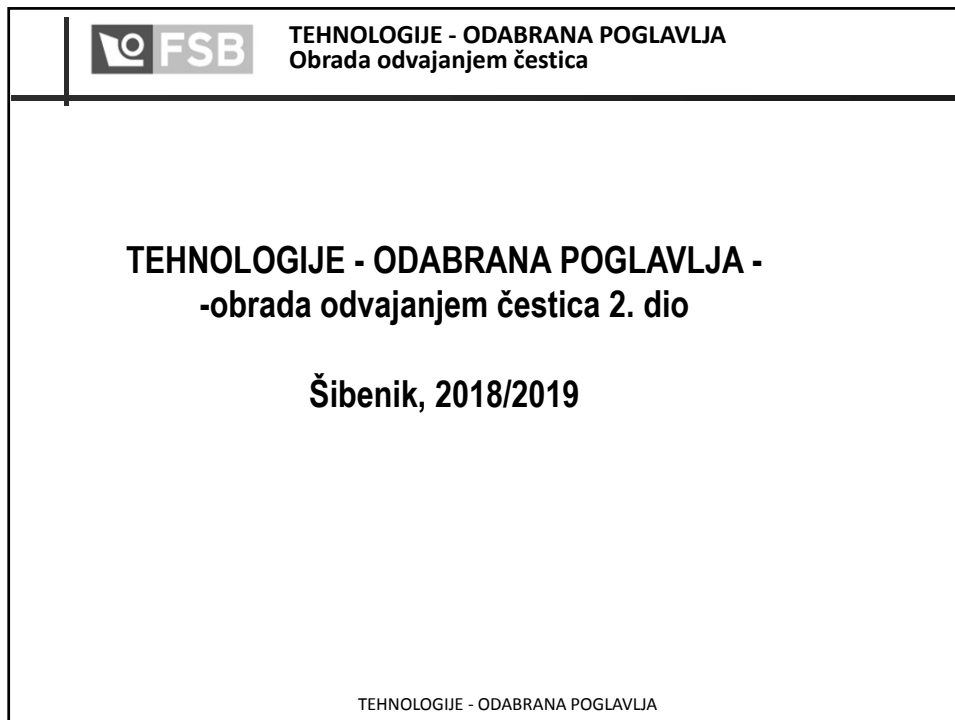 FSB
TEHNOLOGIJE - ODABRANA POGLAVLJA
Obrada odvajanjem čestica
TEHNOLOGIJE - ODABRANA POGLAVLJA -
-obrada odvajanjem čestica 2. dio
Šibenik, 2018/2019
TEHNOLOGIJE - ODABRANA POGLAVLJA